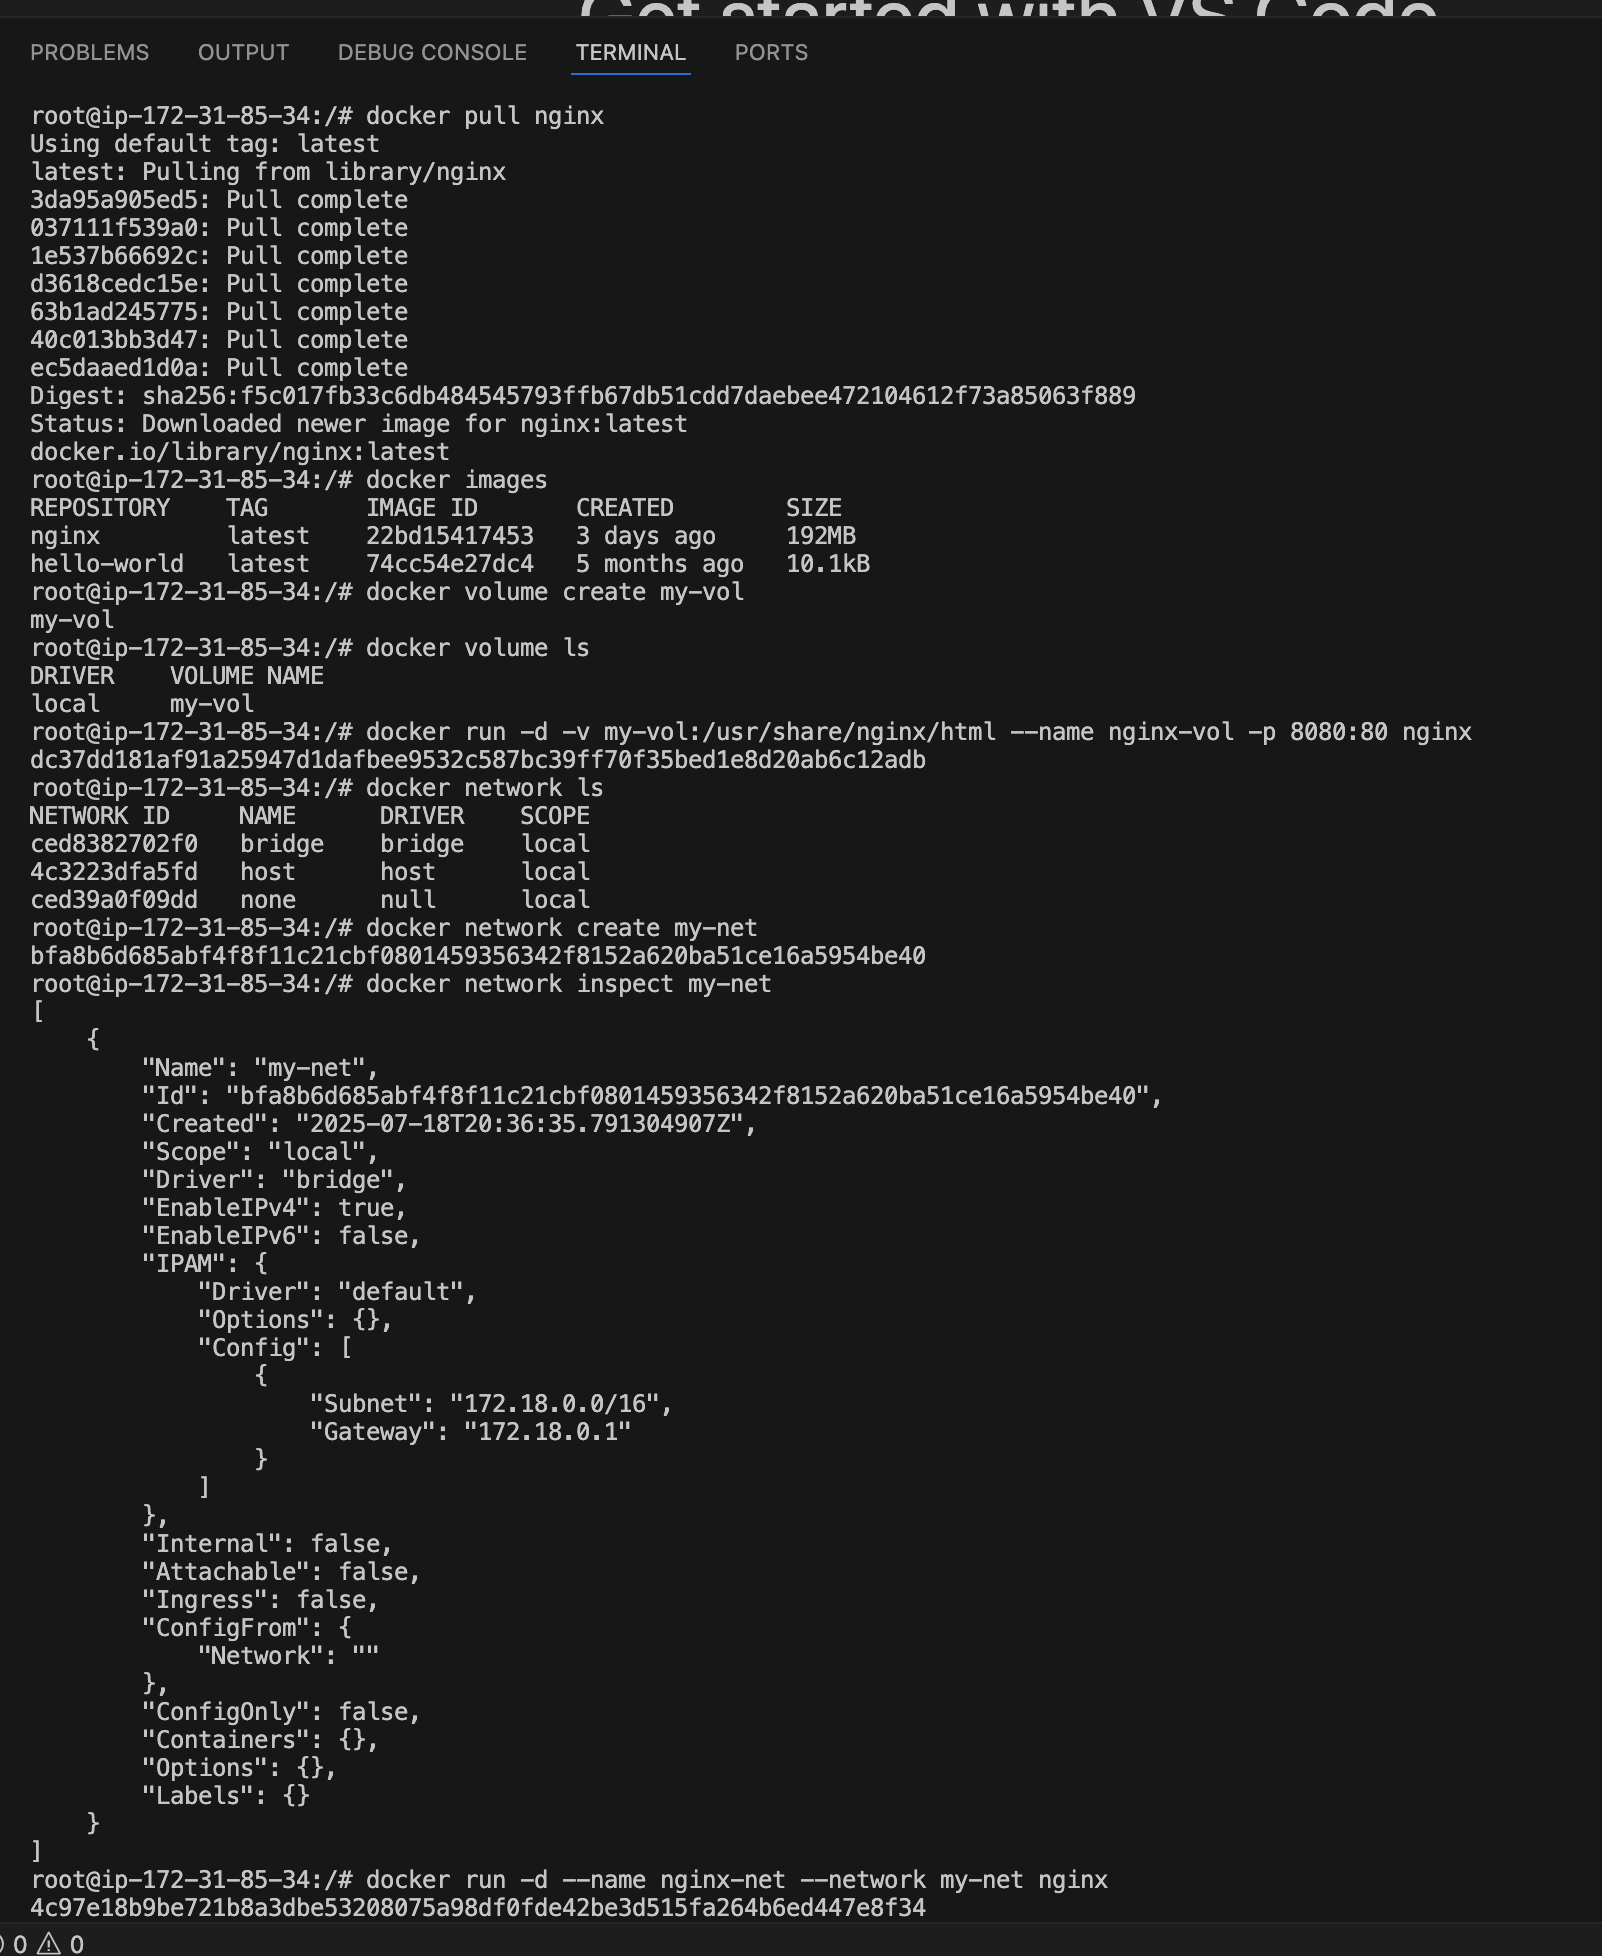 Get started with VS Code
PROBLEMS OUTPUT DEBUG CONSOLE TERMINAL PORTS
root@ip-172-31-85-34:/# docker pull nginx
Using default tag: latest
latest: Pulling from library/nginx
3da95a905ed5: Pull complete
037111f539a0: Pull complete
1e537b66692c: Pull complete
d3618cedc15e: Pull complete
63b1ad245775: Pull complete
40c013bb3d47: Pull complete
ec5daaed1d0a: Pull complete
Digest: sha256:f5c017fb33c6db484545793ffb67db51cdd7daebee472104612f73a85063f889
Status: Downloaded newer image for nginx:latest
docker.io/library/nginx:latest
root@ip-172-31-85-34:/# docker images
REPOSITORY    TAG       IMAGE ID       CREATED        SIZE
nginx         latest    22bd15417453   3 days ago     192MB
hello-world   latest    74cc54e27dc4   5 months ago   10.1kB
root@ip-172-31-85-34:/# docker volume create my-vol
my-vol
root@ip-172-31-85-34:/# docker volume ls
DRIVER    VOLUME NAME
local     my-vol
root@ip-172-31-85-34:/# docker run -d -v my-vol:/usr/share/nginx/html --name nginx-vol -p 8080:80 nginx
dc37dd181af91a25947d1dafbee9532c587bc39ff70f35bed1e8d20ab6c12adb
root@ip-172-31-85-34:/# docker network ls
NETWORK ID     NAME      DRIVER    SCOPE
ced8382702f0   bridge    bridge    local
4c3223dfa5fd   host      host      local
ced39a0f09dd   none      null      local
root@ip-172-31-85-34:/# docker network create my-net
bfa8b6d685abf4f8f11c21cbf0801459356342f8152a620ba51ce16a5954be40
root@ip-172-31-85-34:/# docker network inspect my-net
[
    {
        "Name": "my-net",
        "Id": "bfa8b6d685abf4f8f11c21cbf0801459356342f8152a620ba51ce16a5954be40",
        "Created": "2025-07-18T20:36:35.791304907Z",
        "Scope": "local",
        "Driver": "bridge",
        "EnableIPv4": true,
        "EnableIPv6": false,
        "IPAM": {
            "Driver": "default",
            "Options": {},
            "Config": [
                {
                    "Subnet": "172.18.0.0/16",
                    "Gateway": "172.18.0.1"
                }
            ]
        },
        "Internal": false,
        "Attachable": false,
        "Ingress": false,
        "ConfigFrom": {
            "Network": ""
        },
        "ConfigOnly": false,
        "Containers": {},
        "Options": {},
        "Labels": {}
    }
]
root@ip-172-31-85-34:/# docker run -d --name nginx-net --network my-net nginx
4c97e18b9be721b8a3dbe53208075a98df0fde42be3d515fa264b6ed447e8f34
0 0